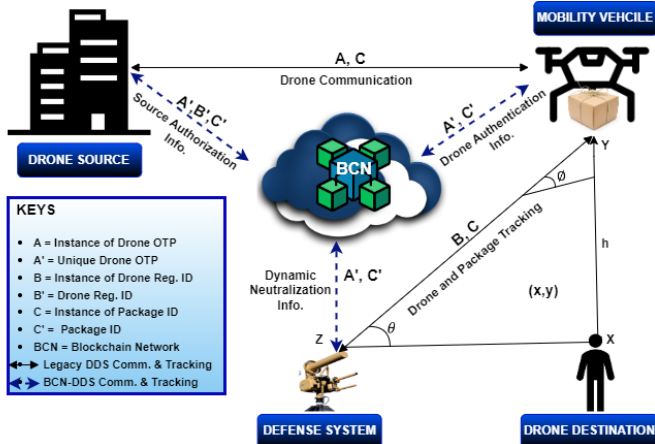 MOBILITY VEHCILE
A, C
Drone Communication
A',B',C'
Source Authorization
Info.
A', C'
Drone Authentication
Info.
DRONE SOURCE
BCN
Y
Ø
KEYS
A = Instance of Drone OTP
A' = Unique Drone OTP
B = Instance of Drone Reg. ID
B' = Drone Reg. ID
C = Instance of Package ID
C' = Package ID
BCN = Blockchain Network
Legacy DDS Comm. & Tracking
BCN-DDS Comm. & Tracking
B, C
Drone and Package Tracking
h
Dynamic
Neutralization
Info.
A', C'
(x,y)
θ
Z
X
DEFENSE SYSTEM
DRONE DESTINATION